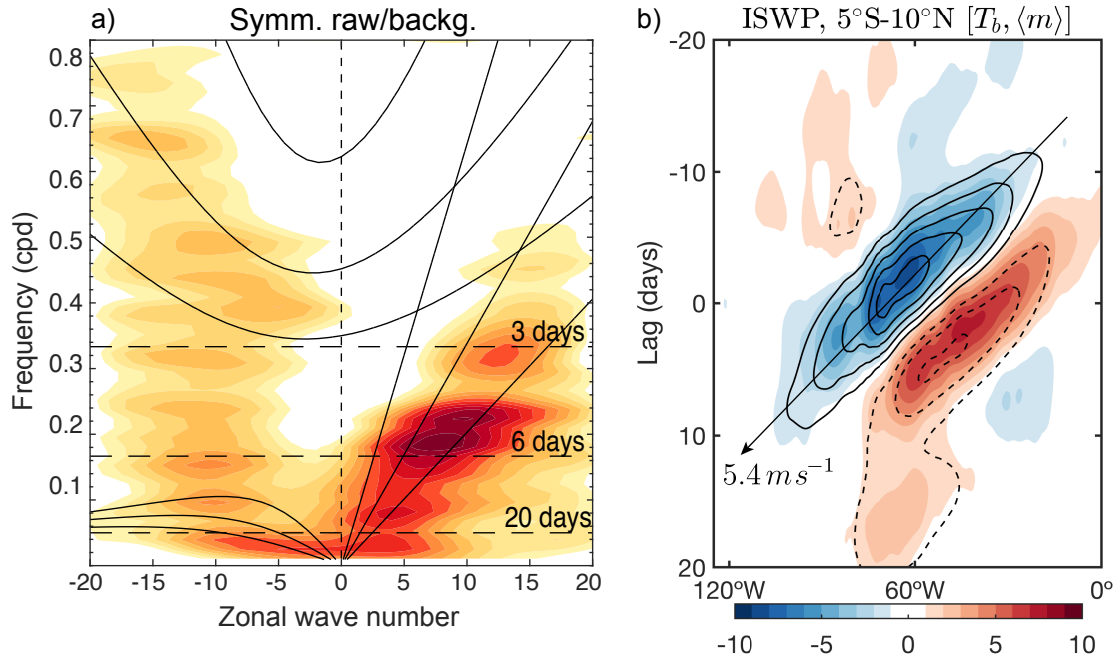 a) Symm. raw/backg.
0.8
0.7
0.6
0.5
0.4
0.3
0.2
0.1
Frequency (cpd)
3 days
6 days
20 days
-20 -15 -10 -5 0 5 10 15 20
Zonal wave number
b) ISWP, 5°S-10°N [T_b, ⟨m⟩]
-20
-10
0
10
20
Lag (days)
5.4 m s⁻¹
120°W 60°W 0°
-10 -5 0 5 10